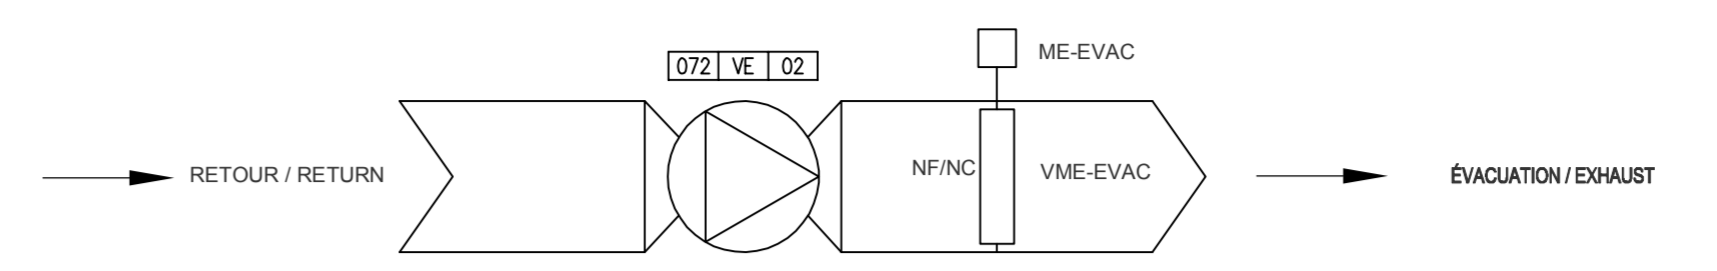 072 VE 02
ME-EVAC
RETOUR / RETURN
NF/NC
VME-EVAC
ÉVACUATION / EXHAUST